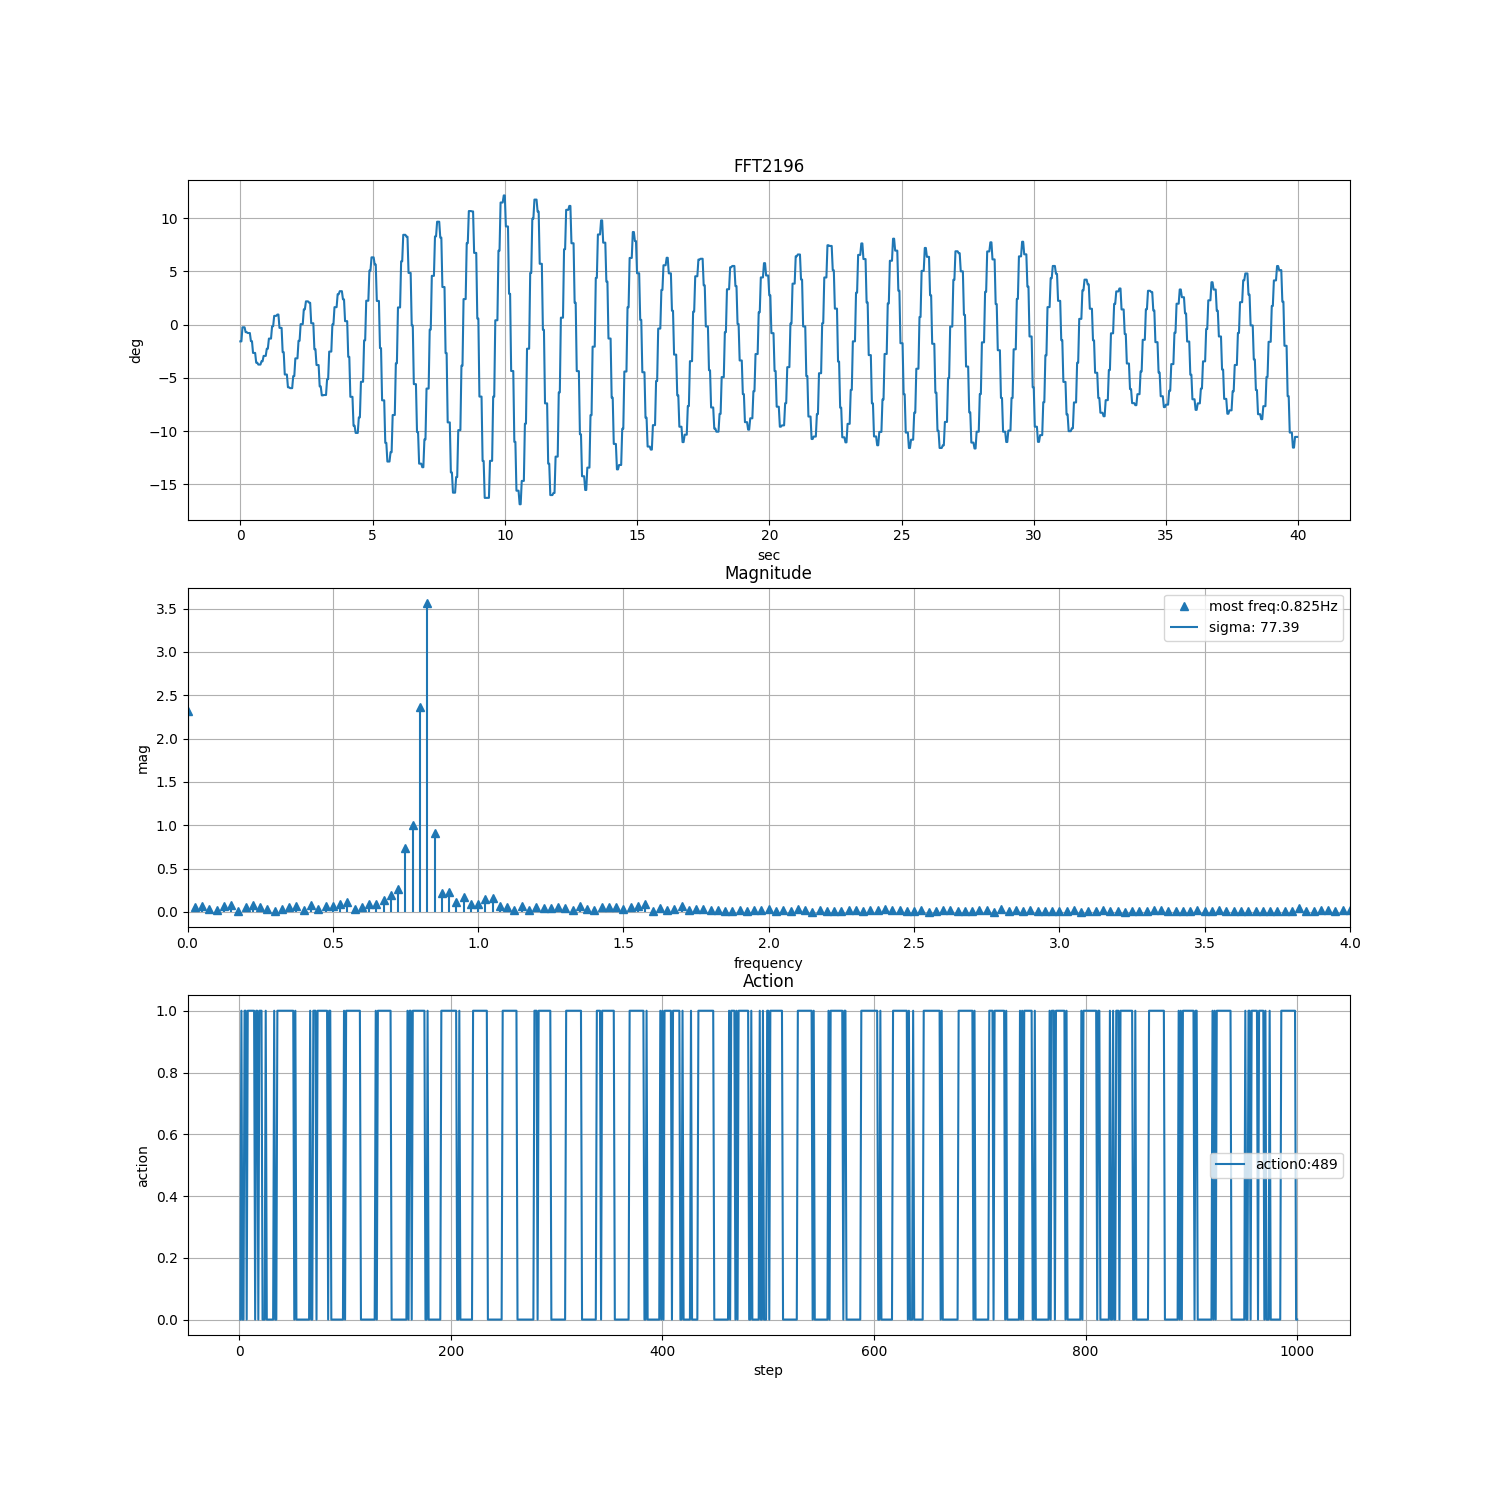 FFT2196
10
5
0
−5
−10
−15
deg
0 5 10 15 20 25 30 35 40
sec
Magnitude
3.5
3.0
2.5
2.0
1.5
1.0
0.5
0.0
mag
most freq:0.825Hz
sigma: 77.39
0.0 0.5 1.0 1.5 2.0 2.5 3.0 3.5 4.0
frequency
Action
1.0
0.8
0.6
0.4
0.2
0.0
action
action0:489
0 200 400 600 800 1000
step